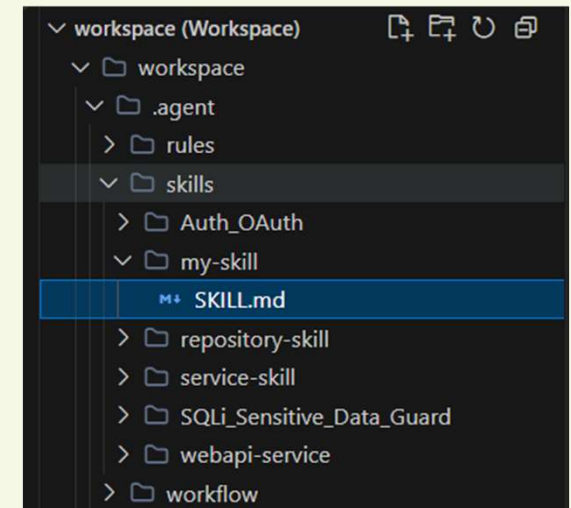 workspace (Workspace)
workspace
.agent
rules
skills
Auth_OAuth
my-skill
M↓ SKILL.md
repository-skill
service-skill
SQLi_Sensitive_Data_Guard
webapi-service
workflow